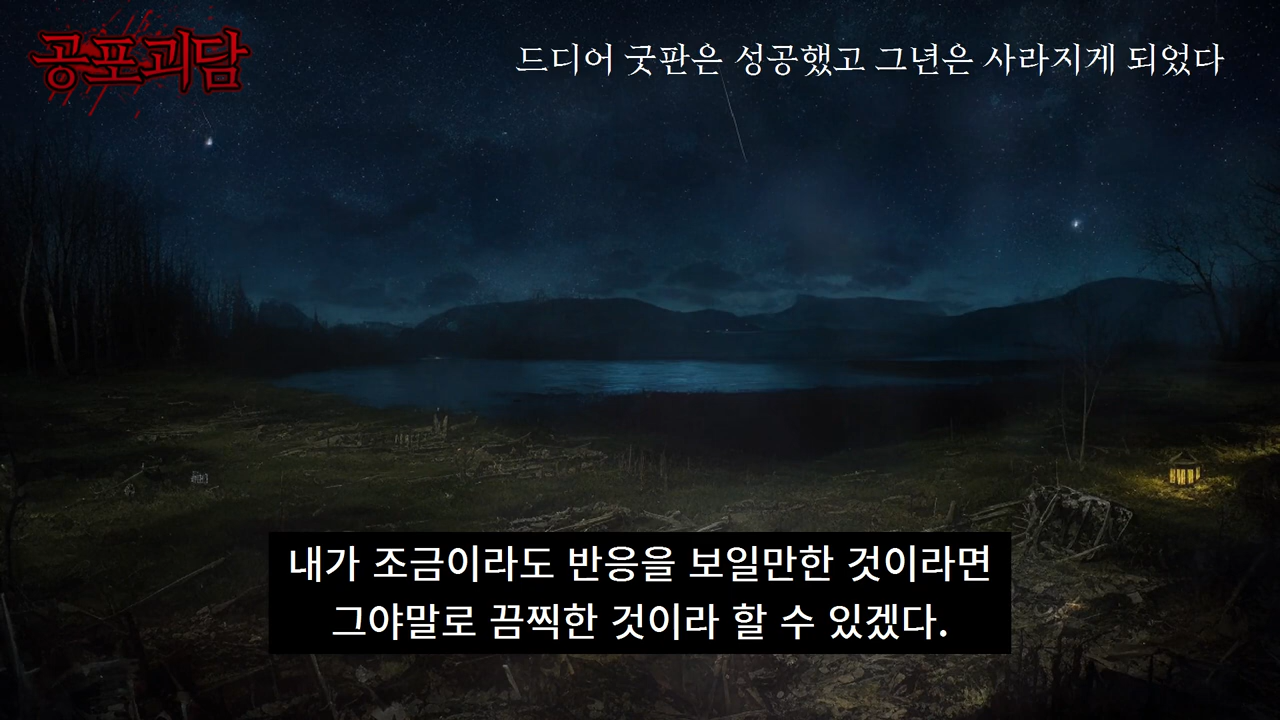 공포괴담
드디어 굿판은 성공했고 그년은 사라지게 되었다
내가 조금이라도 반응을 보일만한 것이라면
그야말로 끔찍한 것이라 할 수 있겠다.